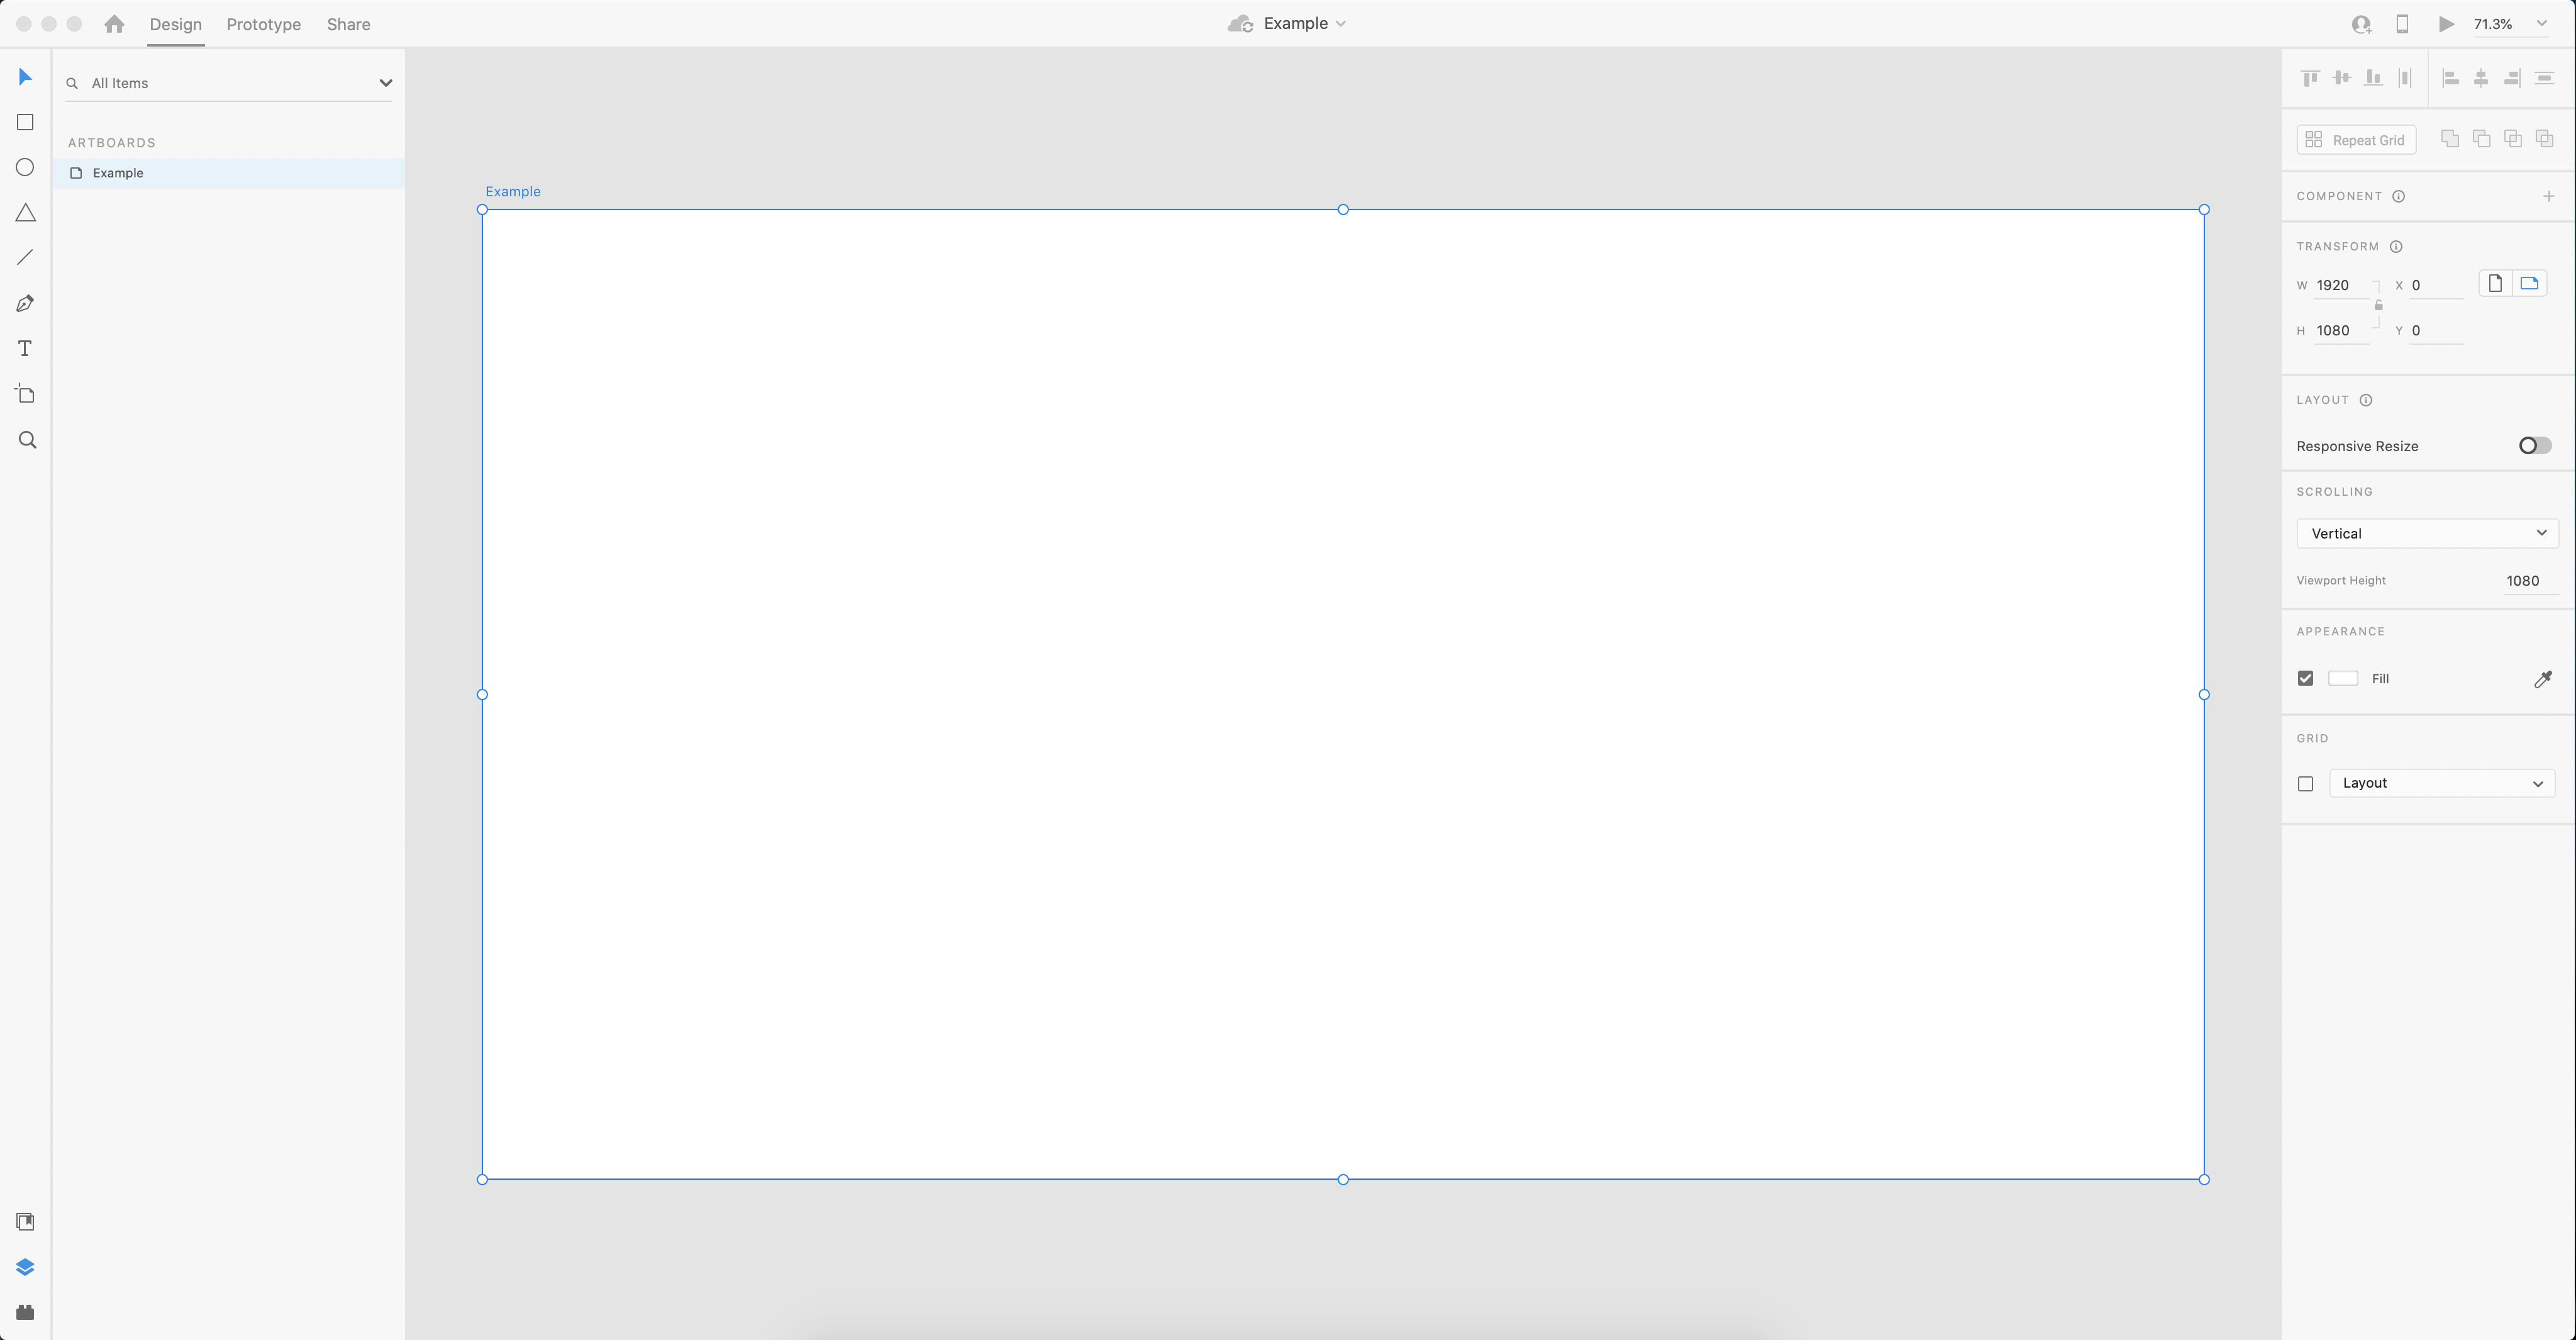 Design Prototype Share
Example
71.3%
All Items
ARTBOARDS
Example
Example
Repeat Grid
COMPONENT
TRANSFORM
W 1920 X 0
H 1080 Y 0
LAYOUT
Responsive Resize
SCROLLING
Vertical
Viewport Height 1080
APPEARANCE
Fill
GRID
Layout